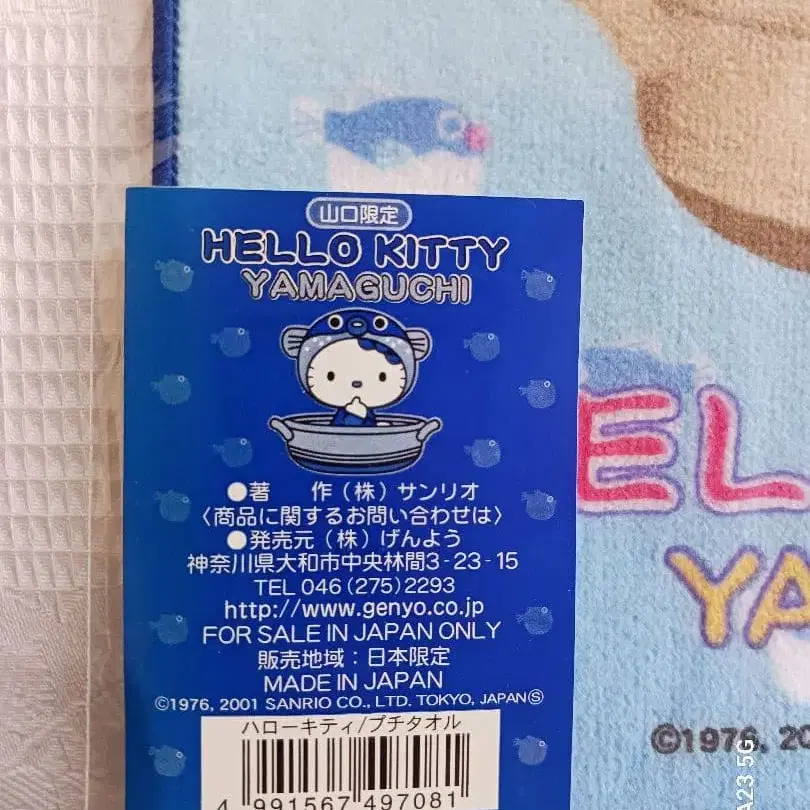 山口限定
HELLO KITTY
YAMAGUCHI
●著 作(株)サンリオ
〈商品に関するお問い合わせは〉
●発売元(株)げんよう
神奈川県大和市中央林間3-23-15
TEL 046(275)2293
http://www.genyo.co.jp
FOR SALE IN JAPAN ONLY
販売地域:日本限定
MADE IN JAPAN
©1976, 2001 SANRIO CO., LTD. TOKYO, JAPANⓈ
ハローキティ/プチタオル
4 991567 497081
EL
YA
©1976, 20
A23 5G